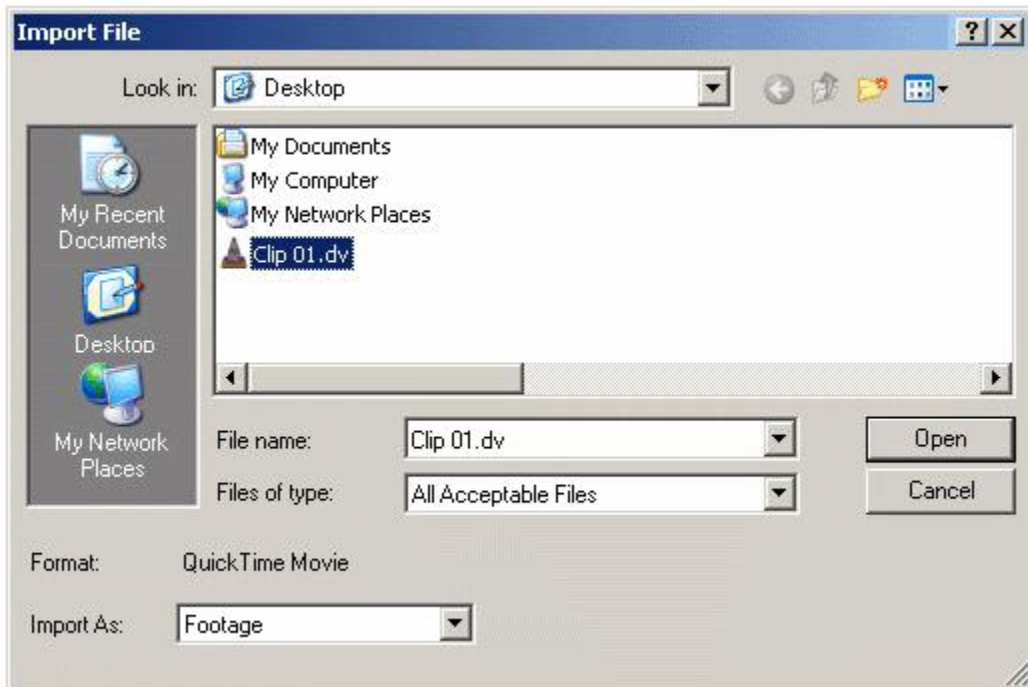 Import File
Look in:
Desktop
My Recent
Documents
Desktop
My Network
Places
My Documents
My Computer
My Network Places
Clip 01.dv
File name:
Clip 01.dv
Open
Files of type:
All Acceptable Files
Cancel
Format:
QuickTime Movie
Import As:
Footage